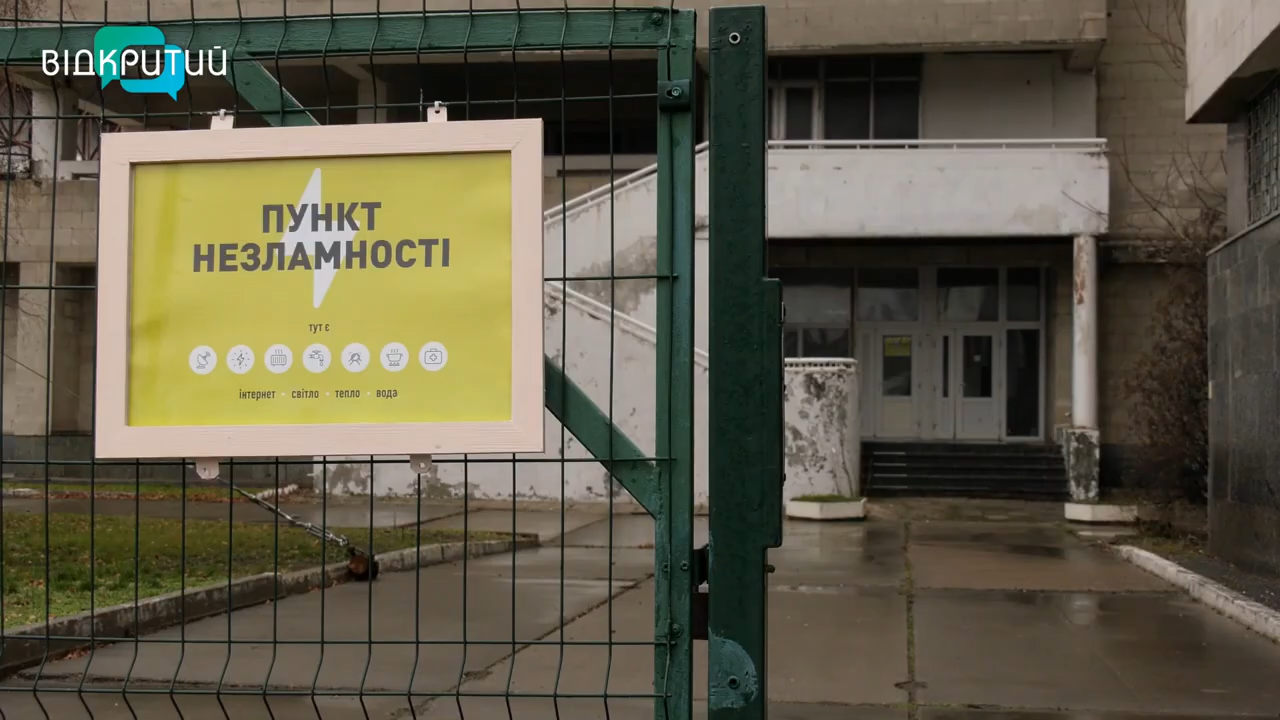 ВІДКРИТИЙ
ПУНКТ
НЕЗЛАМНОСТІ
тут є
інтернет • світло • тепло • вода